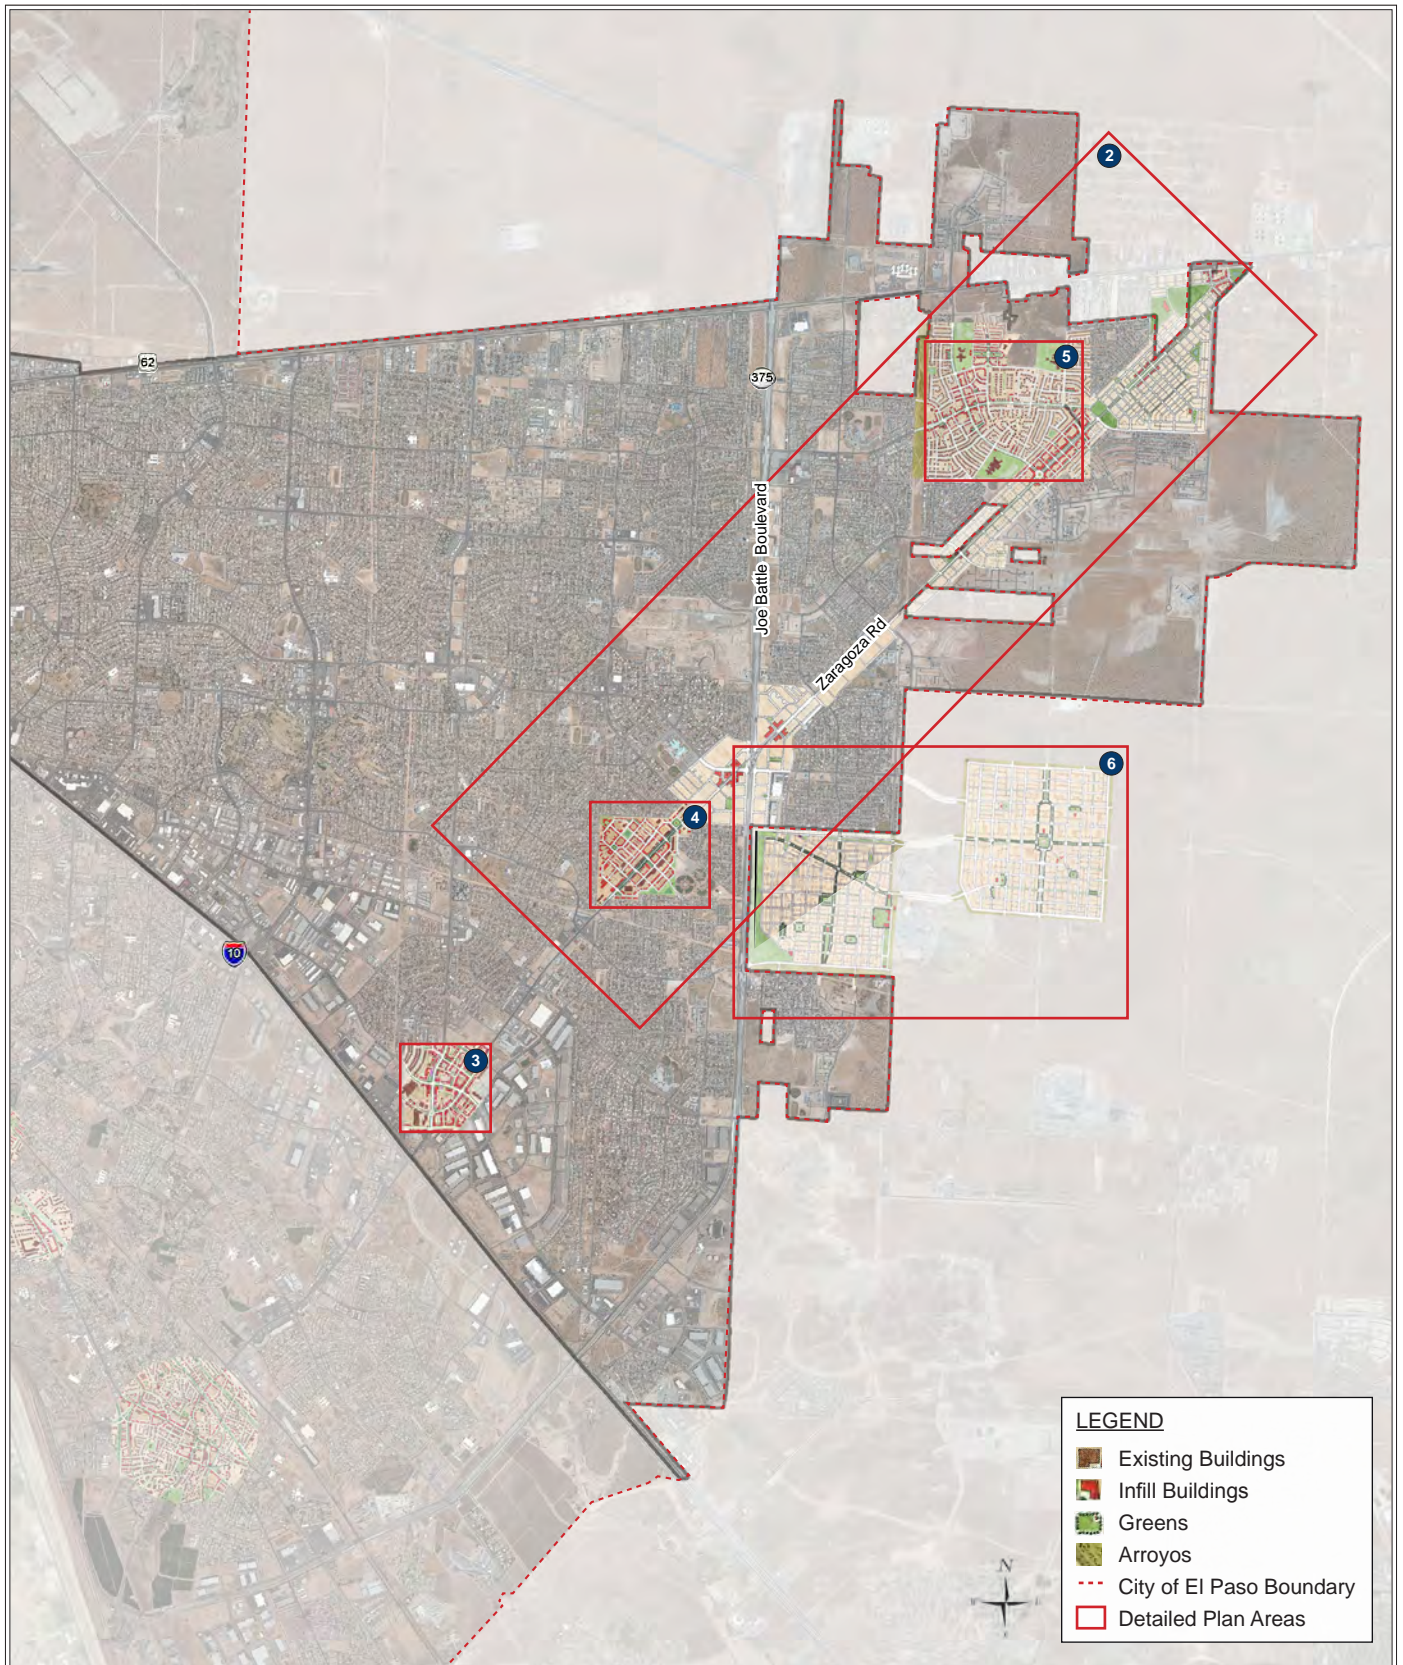 2
5
62
375
Joe Battle Boulevard
Zaragoza Rd
6
4
10
3
LEGEND
Existing Buildings
Infill Buildings
Greens
Arroyos
City of El Paso Boundary
Detailed Plan Areas
N